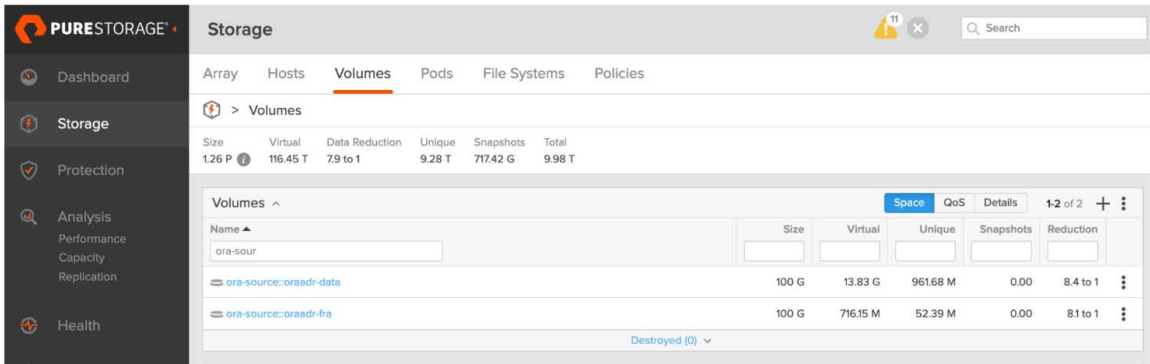 PURESTORAGE®
Storage
11
Search
Dashboard
Storage
Protection
Analysis
Performance
Capacity
Replication
Health
Array Hosts Volumes Pods File Systems Policies
> Volumes
Size Virtual Data Reduction Unique Snapshots Total
1.26 P i 116.45 T 7.9 to 1 9.28 T 717.42 G 9.98 T
Volumes Space QoS Details 1-2 of 2
Name Size Virtual Unique Snapshots Reduction
ora-sour
ora-source::oraadr-data 100 G 13.83 G 961.68 M 0.00 8.4 to 1
ora-source::oraadr-fra 100 G 716.15 M 52.39 M 0.00 8.1 to 1
Destroyed (0)